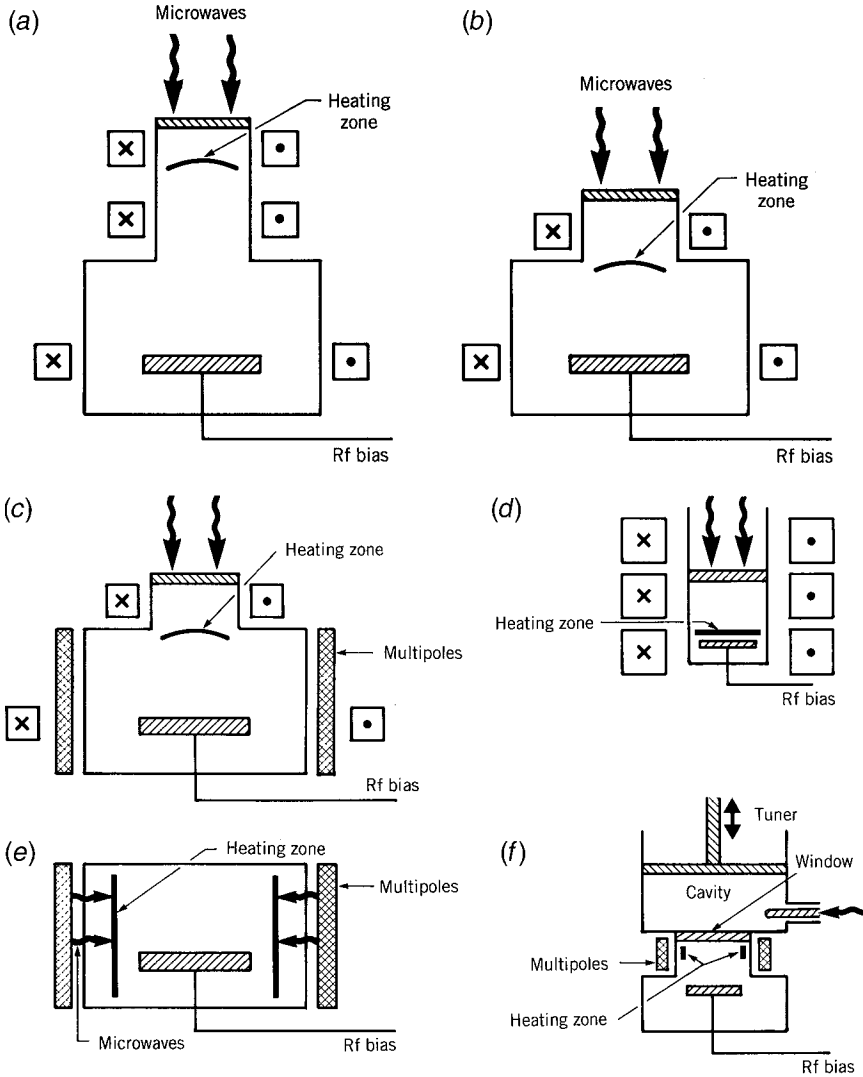 (a)
Microwaves
Heating
zone
Rf bias
(b)
Microwaves
Heating
zone
Rf bias
(c)
Heating zone
Multipoles
Rf bias
(d)
Heating zone
Rf bias
(e)
Heating zone
Multipoles
Microwaves
Rf bias
(f)
Tuner
Window
Cavity
Multipoles
Heating zone
Rf bias